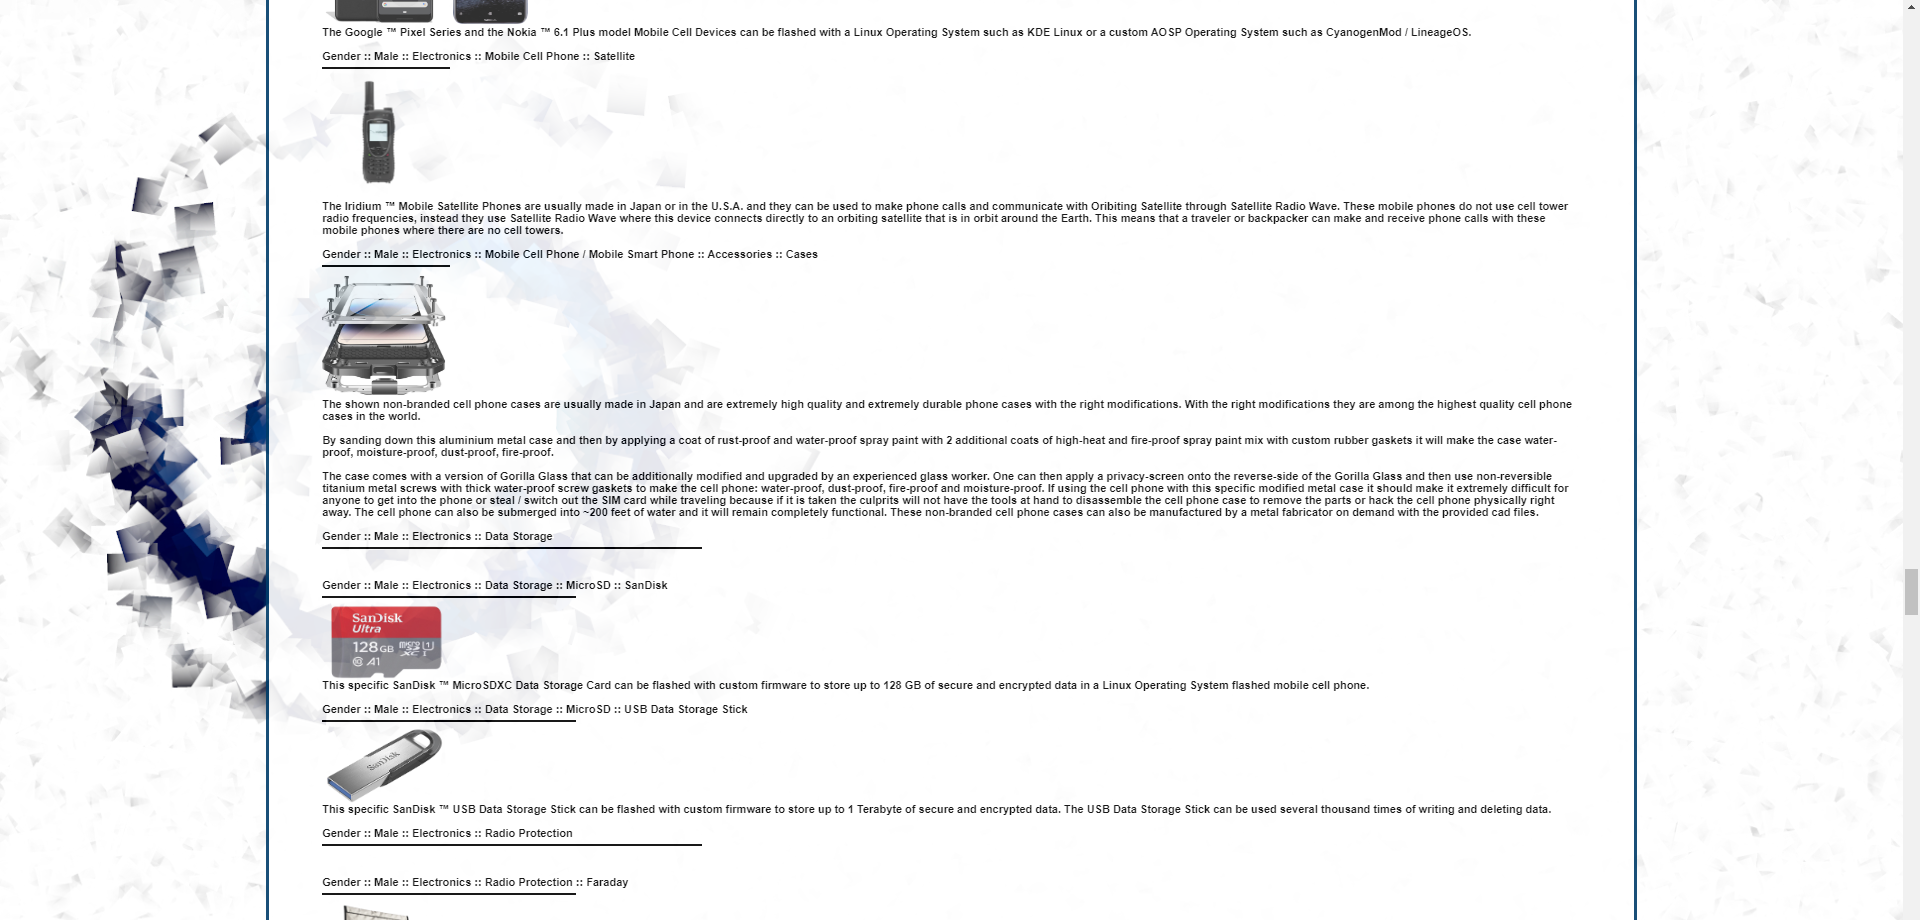 The Google ™ Pixel Series and the Nokia ™ 6.1 Plus model Mobile Cell Devices can be flashed with a Linux Operating System such as KDE Linux or a custom AOSP Operating System such as CyanogenMod / LineageOS.
Gender :: Male :: Electronics :: Mobile Cell Phone :: Satellite
The Iridium ™ Mobile Satellite Phones are usually made in Japan or in the U.S.A. and they can be used to make phone calls and communicate with Oribiting Satellite through Satellite Radio Wave. These mobile phones do not use cell tower
radio frequencies, instead they use Satellite Radio Wave where this device connects directly to an orbiting satellite that is in orbit around the Earth. This means that a traveler or backpacker can make and receive phone calls with these
mobile phones where there are no cell towers.
Gender :: Male :: Electronics :: Mobile Cell Phone / Mobile Smart Phone :: Accessories :: Cases
The shown non-branded cell phone cases are usually made in Japan and are extremely high quality and extremely durable phone cases with the right modifications. With the right modifications they are among the highest quality cell phone
cases in the world.
By sanding down this aluminium metal case and then by applying a coat of rust-proof and water-proof spray paint with 2 additional coats of high-heat and fire-proof spray paint mix with custom rubber gaskets it will make the case water-
proof, moisture-proof, dust-proof, fire-proof.
The case comes with a version of Gorilla Glass that can be additionally modified and upgraded by an experienced glass worker. One can then apply a privacy-screen onto the reverse-side of the Gorilla Glass and then use non-reversible
titanium metal screws with thick water-proof screw gaskets to make the cell phone: water-proof, dust-proof, fire-proof and moisture-proof. If using the cell phone with this specific modified metal case it should make it extremely difficult for
anyone to get into the phone or steal / switch out the SIM card while traveling because if it is taken the culprits will not have the tools at hand to disassemble the cell phone case to remove the parts or hack the cell phone physically right
away. The cell phone can also be submerged into ~200 feet of water and it will remain completely functional. These non-branded cell phone cases can also be manufactured by a metal fabricator on demand with the provided cad files.
Gender :: Male :: Electronics :: Data Storage
Gender :: Male :: Electronics :: Data Storage :: MicroSD :: SanDisk
SanDisk
Ultra
128GB micro SD XC I
10 A1
This specific SanDisk ™ MicroSDXC Data Storage Card can be flashed with custom firmware to store up to 128 GB of secure and encrypted data in a Linux Operating System flashed mobile cell phone.
Gender :: Male :: Electronics :: Data Storage :: MicroSD :: USB Data Storage Stick
SanDisk
This specific SanDisk ™ USB Data Storage Stick can be flashed with custom firmware to store up to 1 Terabyte of secure and encrypted data. The USB Data Storage Stick can be used several thousand times of writing and deleting data.
Gender :: Male :: Electronics :: Radio Protection
Gender :: Male :: Electronics :: Radio Protection :: Faraday